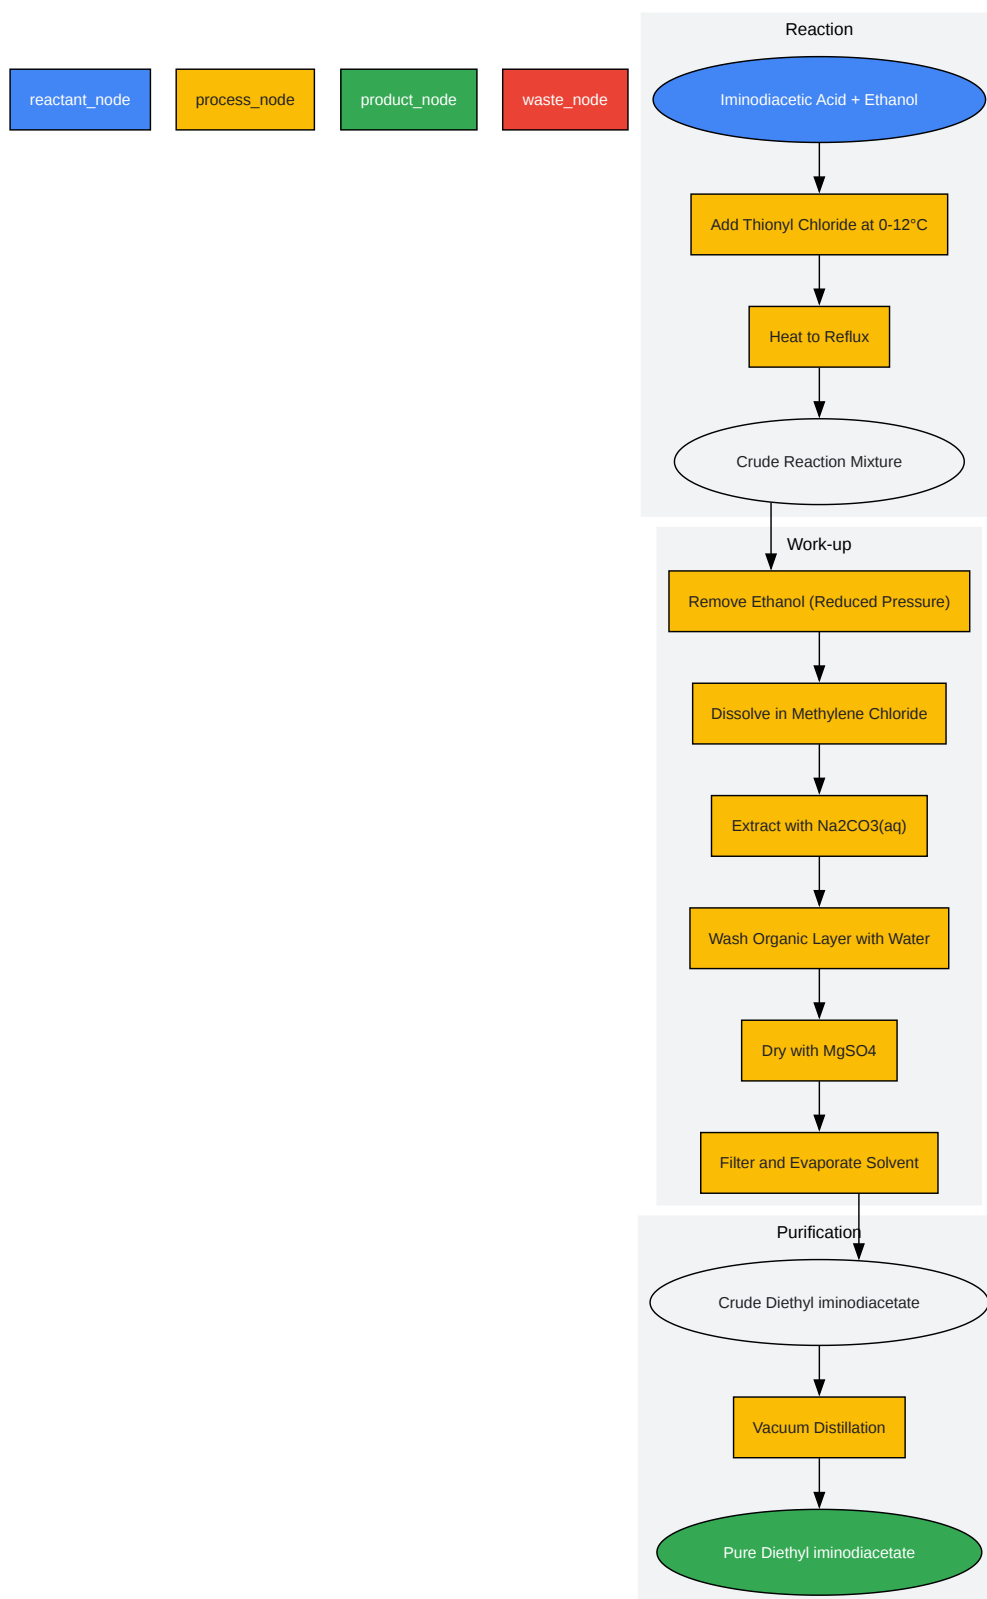 Reaction
reactant_node
process_node
product_node
waste_node
Iminodiacetic Acid + Ethanol
Add Thionyl Chloride at 0-12°C
Heat to Reflux
Crude Reaction Mixture
Work-up
Remove Ethanol (Reduced Pressure)
Dissolve in Methylene Chloride
Extract with Na2CO3(aq)
Wash Organic Layer with Water
Dry with MgSO4
Filter and Evaporate Solvent
Purification
Crude Diethyl iminodiacetate
Vacuum Distillation
Pure Diethyl iminodiacetate